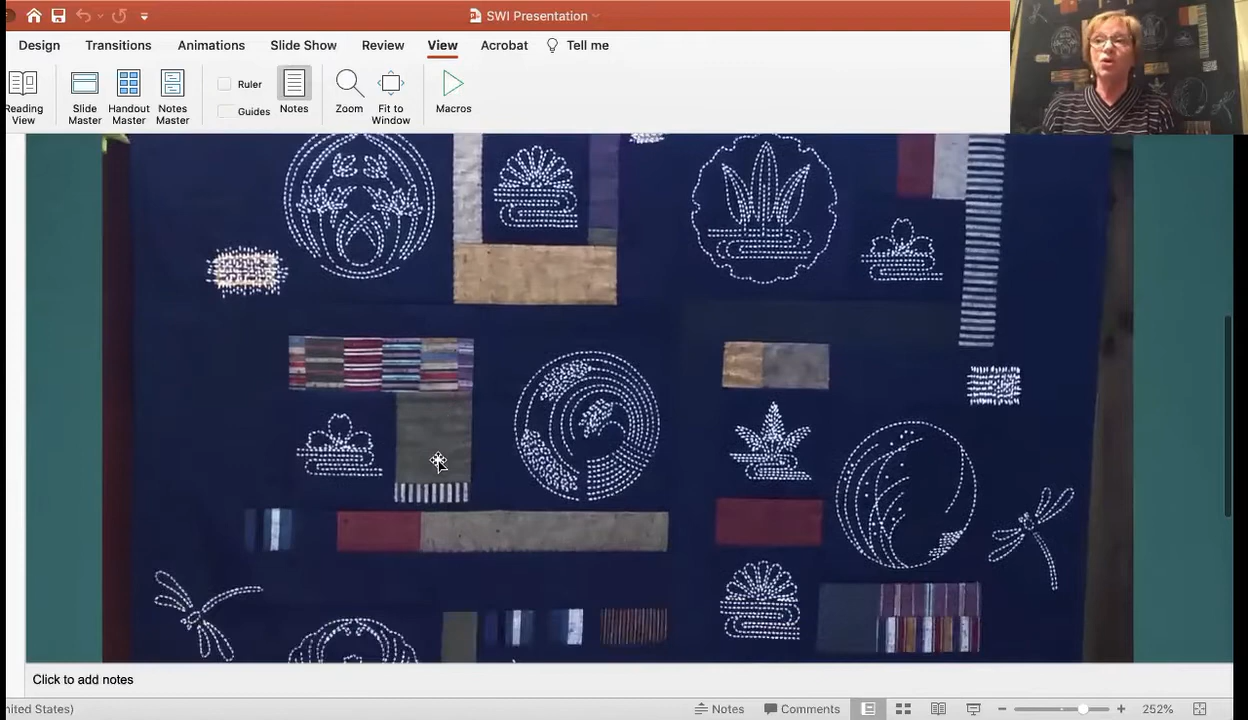 SWI Presentation
Design Transitions Animations Slide Show Review View Acrobat Tell me
Reading View
Slide Master
Handout Master
Notes Master
Ruler
Guides
Notes
Zoom
Fit to Window
Macros
Click to add notes
nited States) Notes Comments 252%